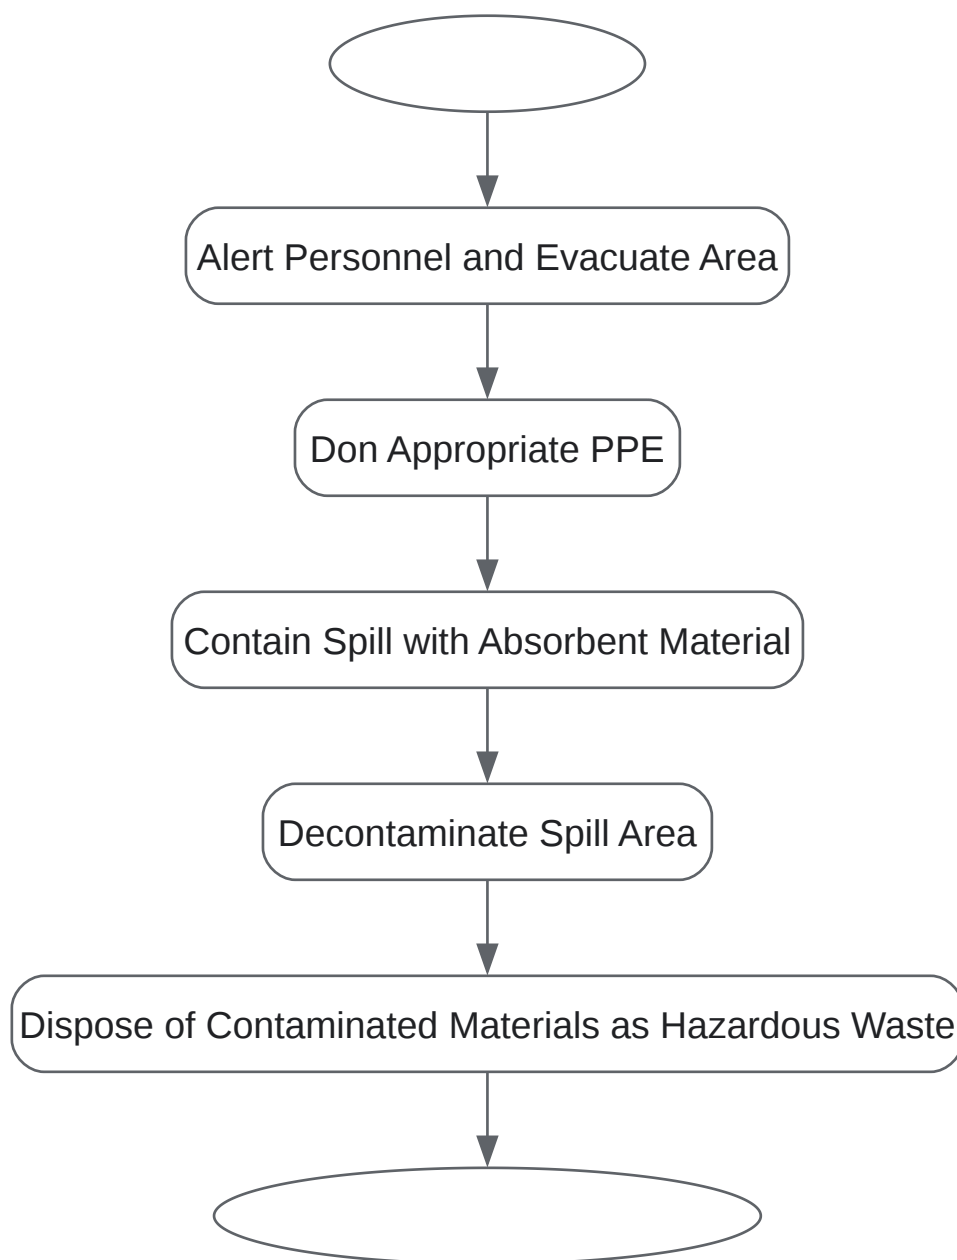 Alert Personnel and Evacuate Area
Don Appropriate PPE
Contain Spill with Absorbent Material
Decontaminate Spill Area
Dispose of Contaminated Materials as Hazardous Waste